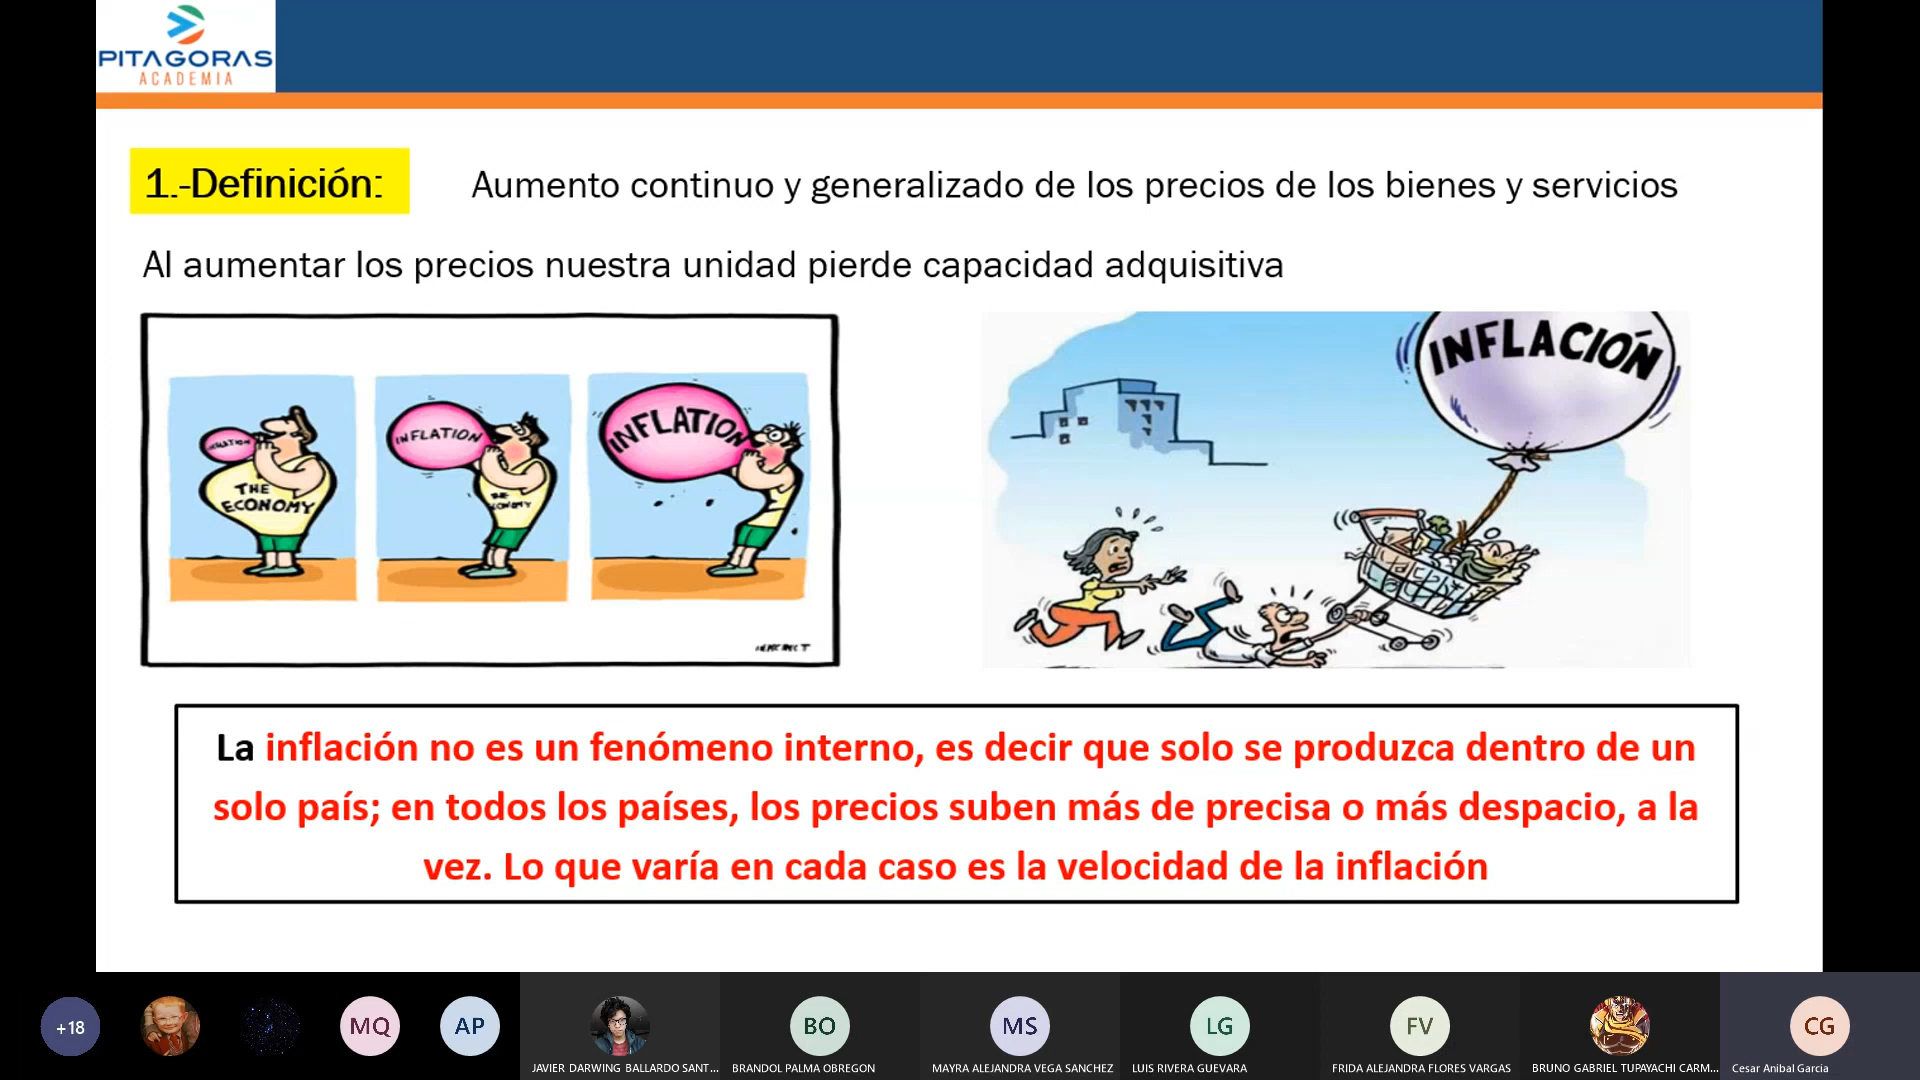 PITAGORAS
ACADEMIA
1.-Definición:
Aumento continuo y generalizado de los precios de los bienes y servicios
Al aumentar los precios nuestra unidad pierde capacidad adquisitiva
THE
ECONOMY
INFLATION
INFLATION
INFLACIÓN
La inflación no es un fenómeno interno, es decir que solo se produzca dentro de un
solo país; en todos los países, los precios suben más de precisa o más despacio, a la
vez. Lo que varía en cada caso es la velocidad de la inflación
+18
MQ
AP
BO
MS
LG
FV
CG
JAVIER DARWING BALLARDO SANT...
BRANDOL PALMA OBREGON
MAYRA ALEJANDRA VEGA SANCHEZ
LUIS RIVERA GUEVARA
FRIDA ALEJANDRA FLORES VARGAS
BRUNO GABRIEL TUPAYACHI CARM...
Cesar Anibal Garcia